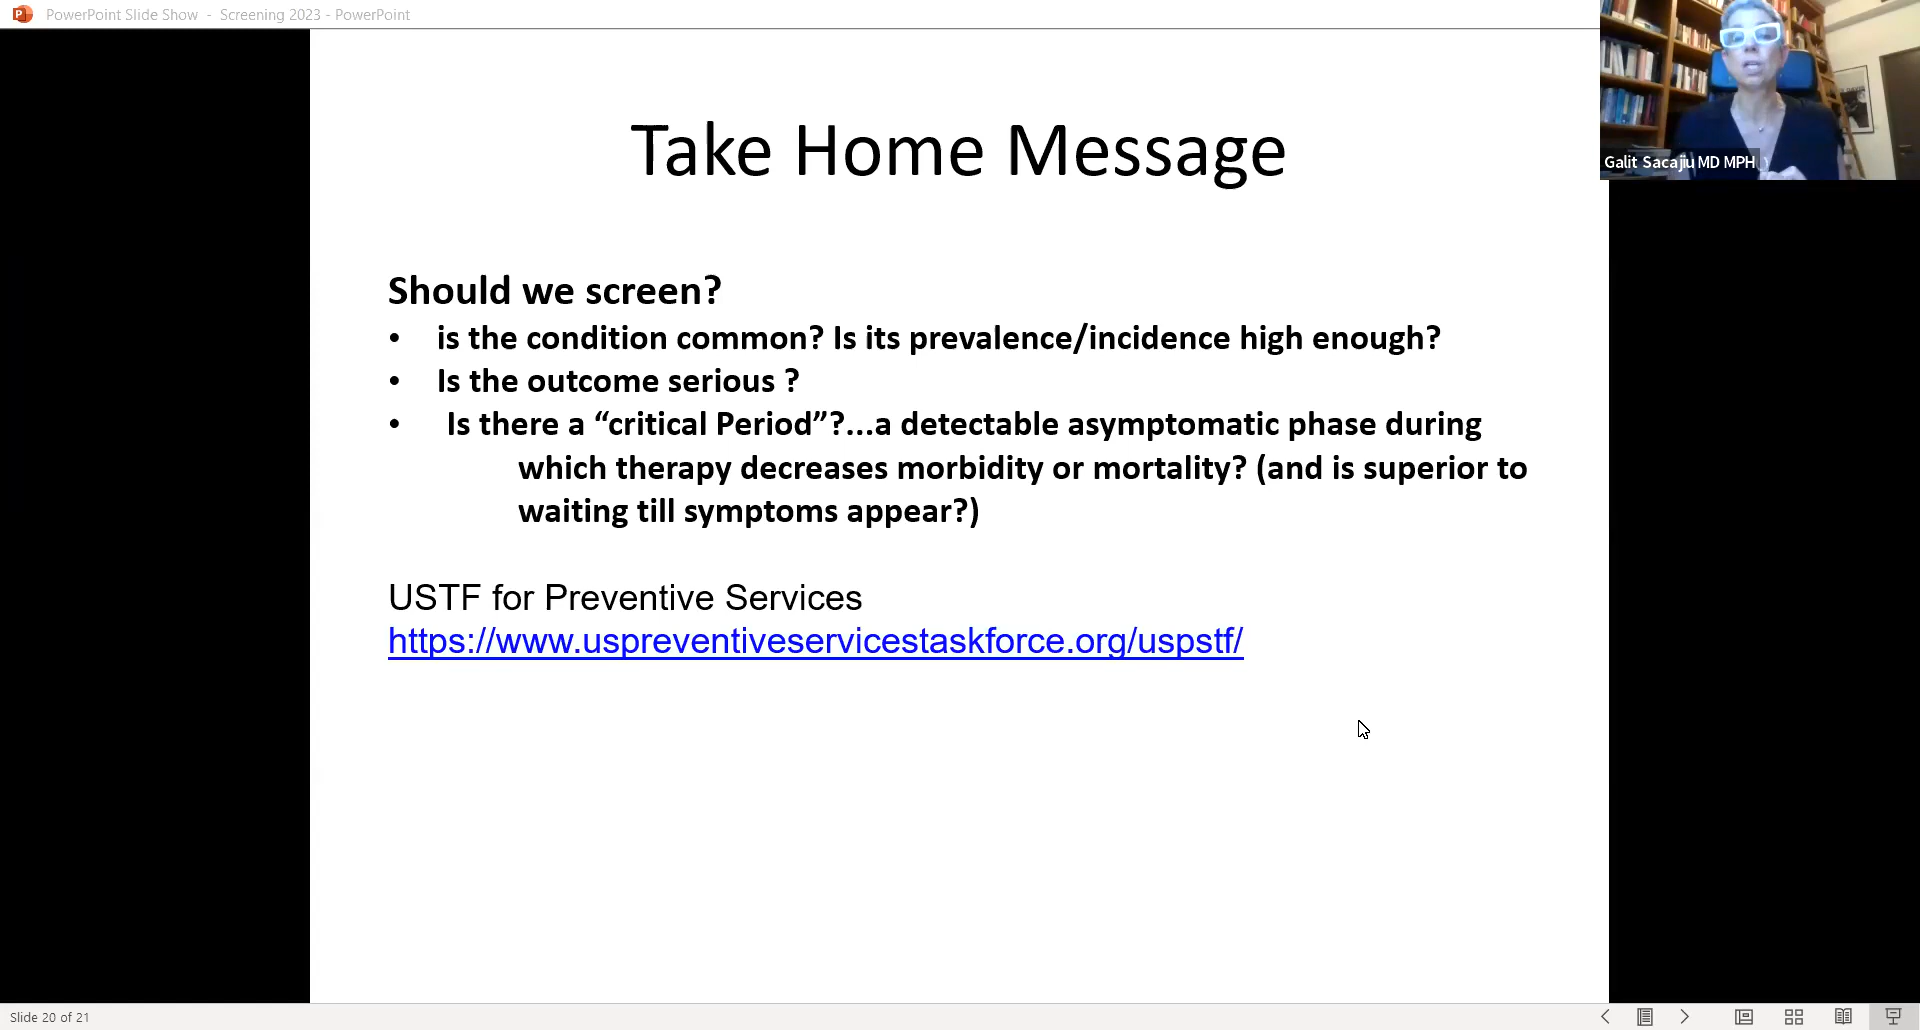 PowerPoint Slide Show - Screening 2023 - PowerPoint
Galit Sacajiu MD MPH
Take Home Message
Should we screen?
• is the condition common? Is its prevalence/incidence high enough?
• Is the outcome serious ?
• Is there a “critical Period”?...a detectable asymptomatic phase during
which therapy decreases morbidity or mortality? (and is superior to
waiting till symptoms appear?)
USTF for Preventive Services
https://www.uspreventiveservicestaskforce.org/uspstf/
Slide 20 of 21